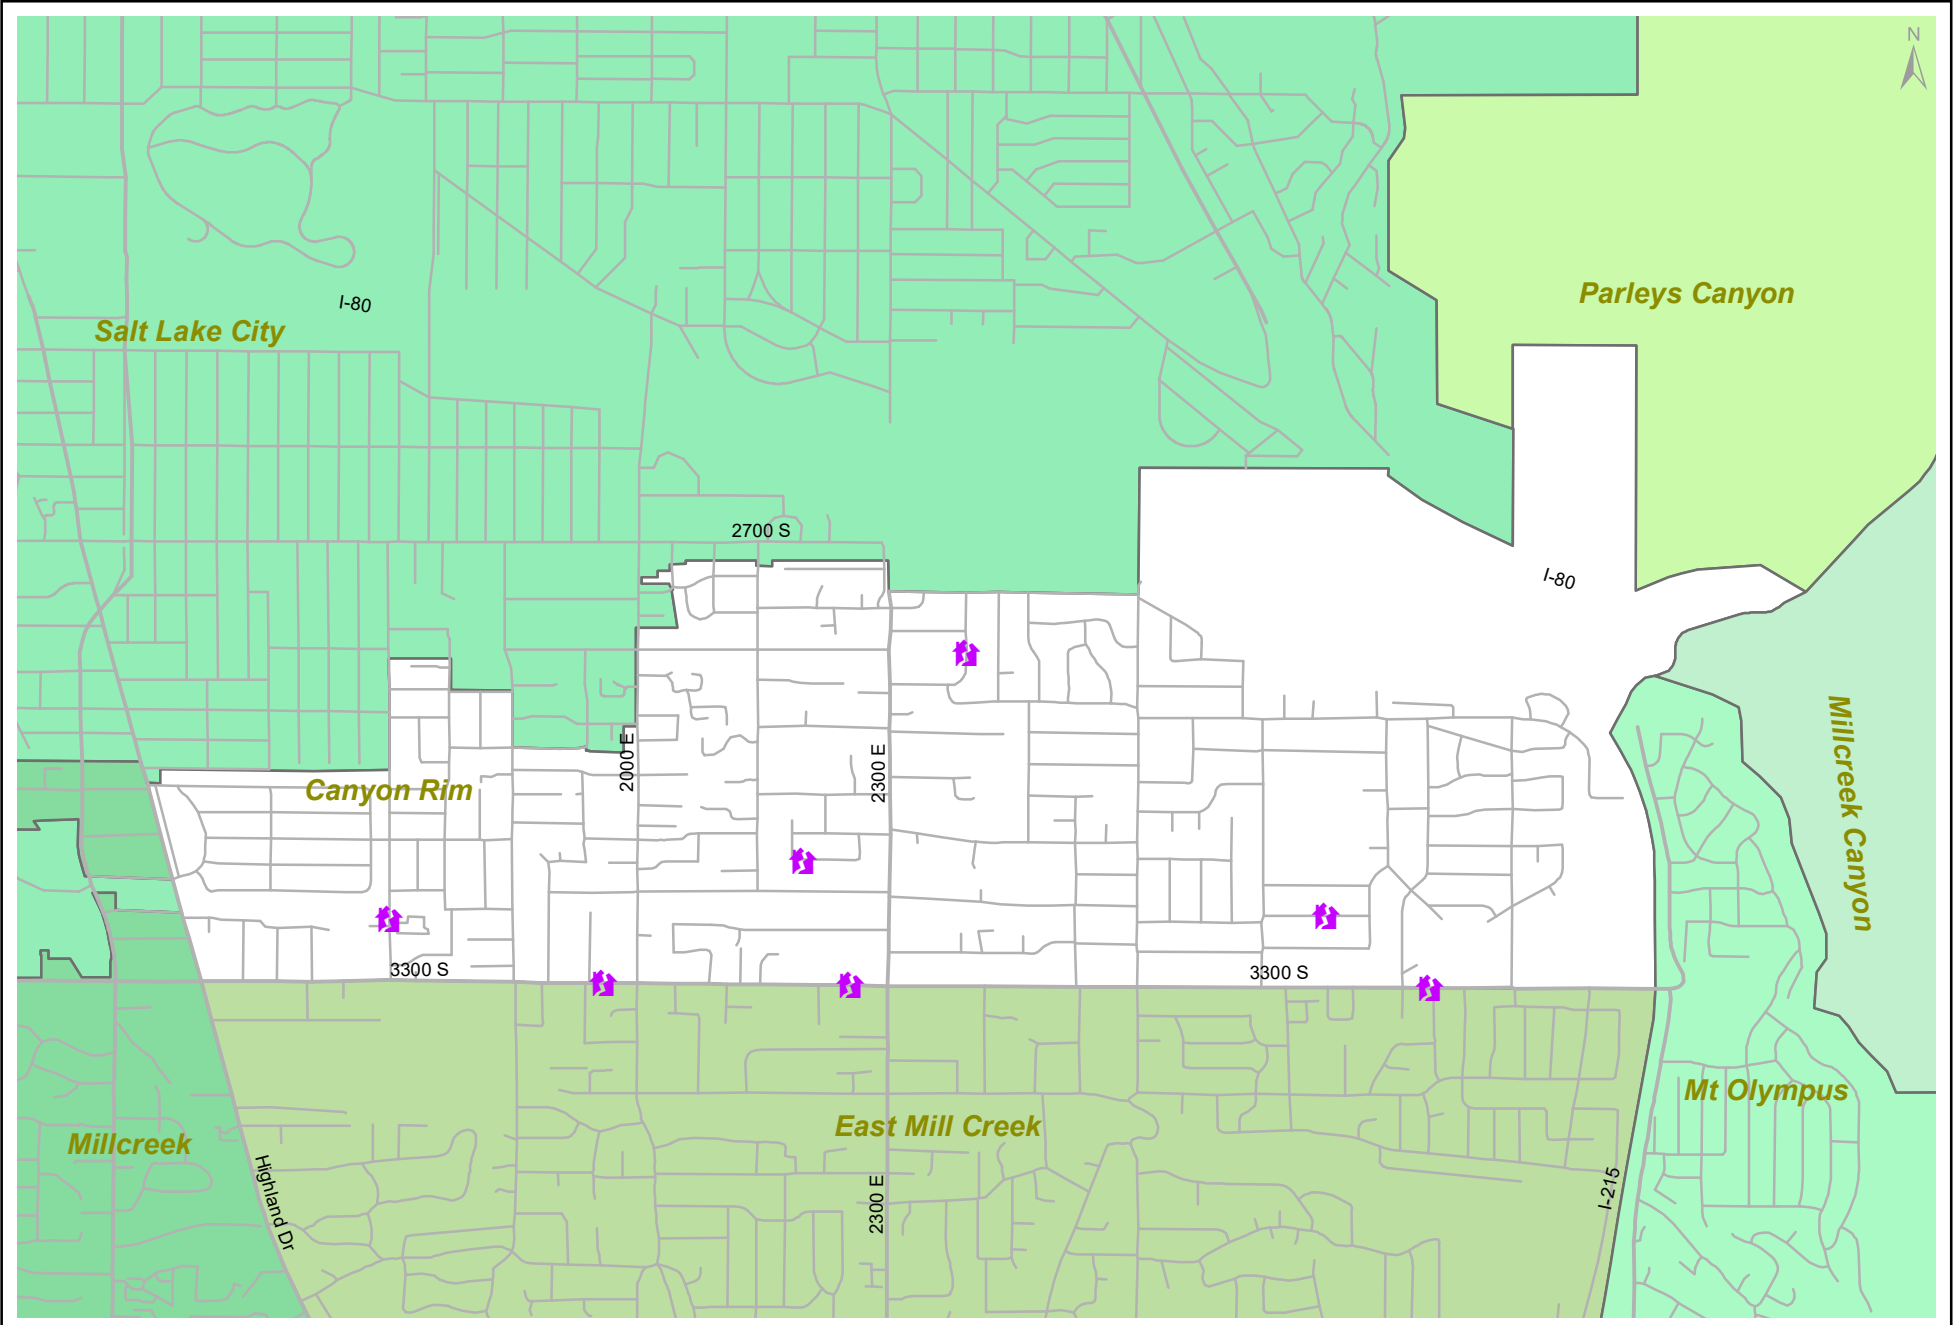 N
Parleys Canyon
I-80
Salt Lake City
2700 S
I-80
Millcreek Canyon
2000 E
2300 E
Canyon Rim
3300 S
3300 S
Mt Olympus
East Mill Creek
Millcreek
Highland Dr
2300 E
I-215